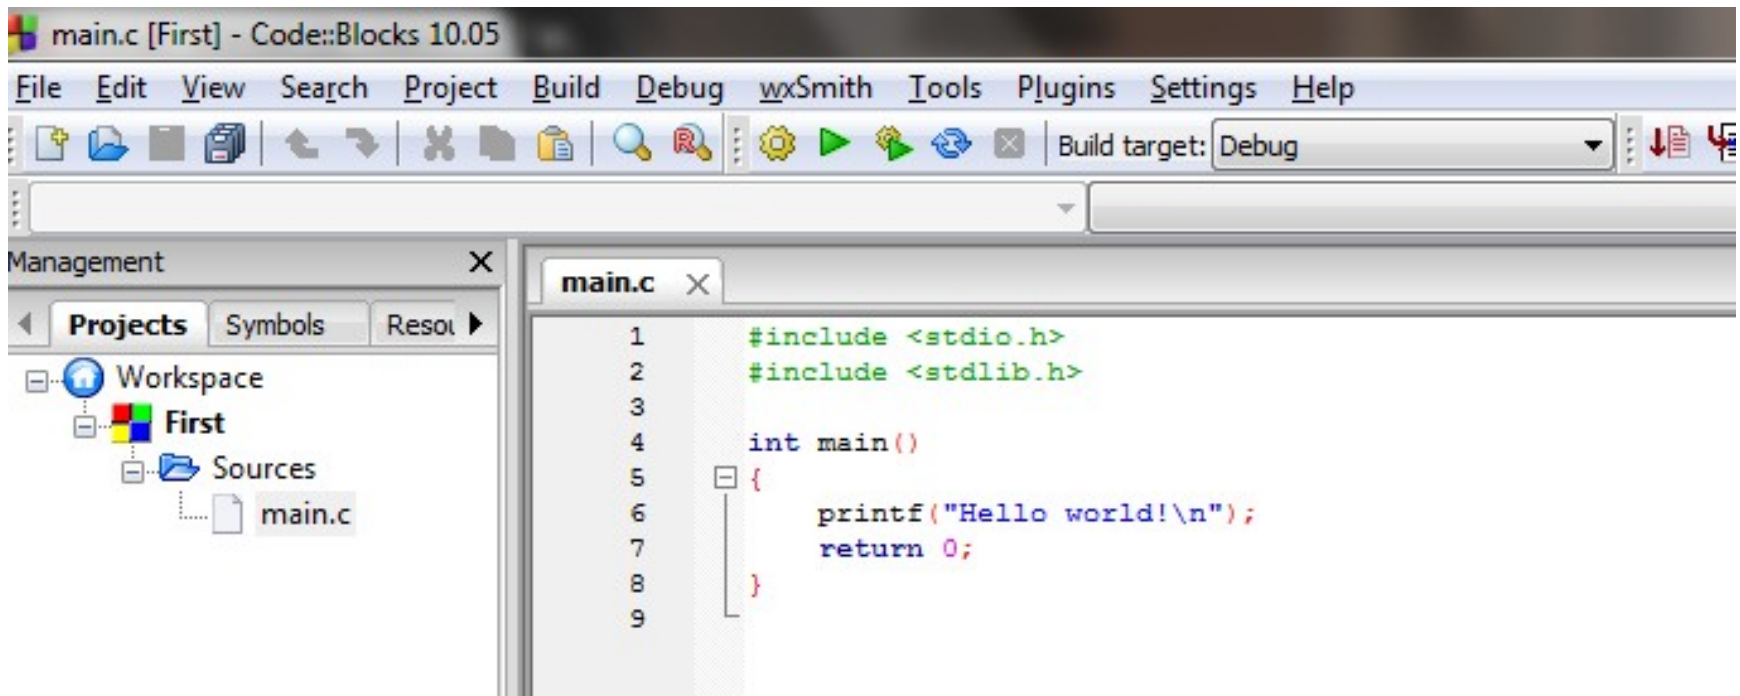 main.c [First] - Code::Blocks 10.05
File Edit View Search Project Build Debug wxSmith Tools Plugins Settings Help
Build target: Debug
Management
Projects Symbols
Workspace
First
Sources
main.c
main.c
1 #include <stdio.h>
2 #include <stdlib.h>
3
4 int main()
5 {
6 printf("Hello world!\n");
7 return 0;
8 }
9